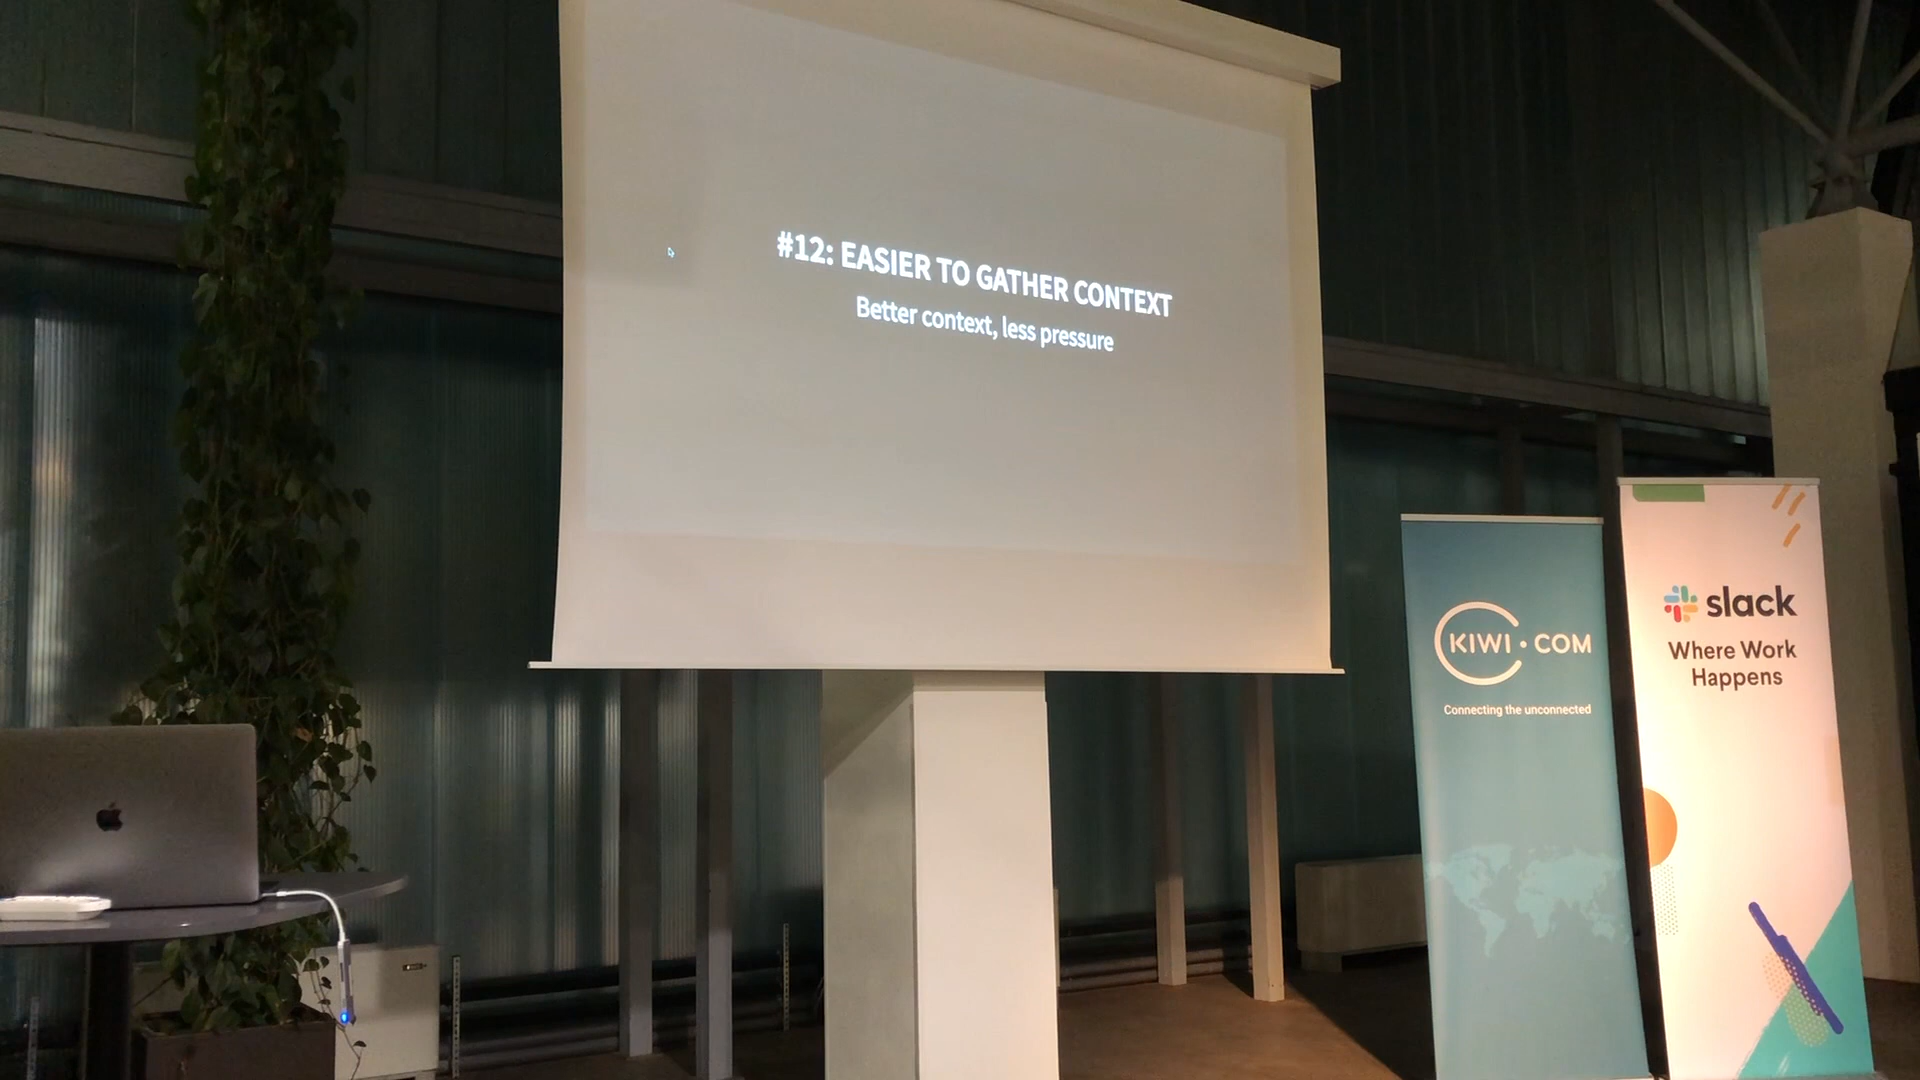 #12: EASIER TO GATHER CONTEXT
Better context, less pressure
KIWI.COM
Connecting the unconnected
slack
Where Work
Happens